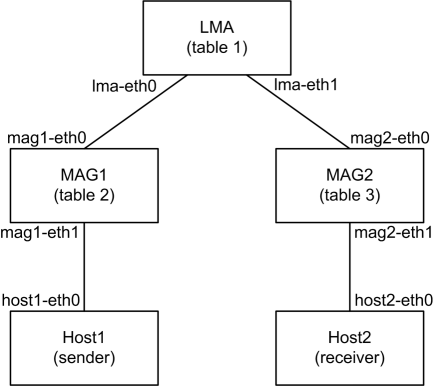 LMA
(table 1)
lma-eth0
lma-eth1
mag1-eth0
mag2-eth0
MAG1
(table 2)
MAG2
(table 3)
mag1-eth1
mag2-eth1
host1-eth0
host2-eth0
Host1
(sender)
Host2
(receiver)